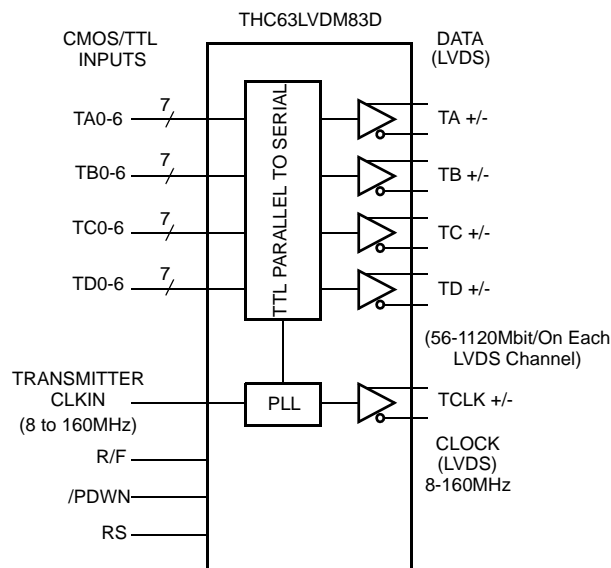 THC63LVDM83D
CMOS/TTL
INPUTS
DATA
(LVDS)
TTL PARALLEL TO SERIAL
7
TA0-6
TA +/-
7
TB0-6
TB +/-
7
TC0-6
TC +/-
7
TD0-6
TD +/-
(56-1120Mbit/On Each
LVDS Channel)
TRANSMITTER
CLKIN
(8 to 160MHz)
PLL
TCLK +/-
CLOCK
(LVDS)
8-160MHz
R/F
/PDWN
RS